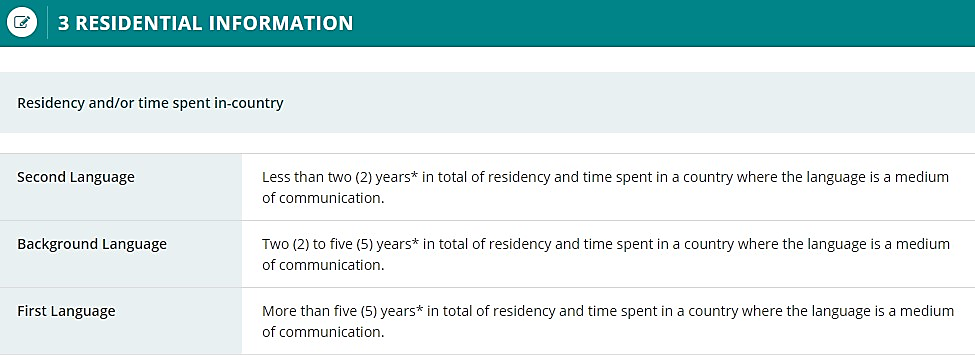 3 RESIDENTIAL INFORMATION
Residency and/or time spent in-country
Second Language
Less than two (2) years* in total of residency and time spent in a country where the language is a medium
of communication.
Background Language
Two (2) to five (5) years* in total of residency and time spent in a country where the language is a medium
of communication.
First Language
More than five (5) years* in total of residency and time spent in a country where the language is a medium
of communication.